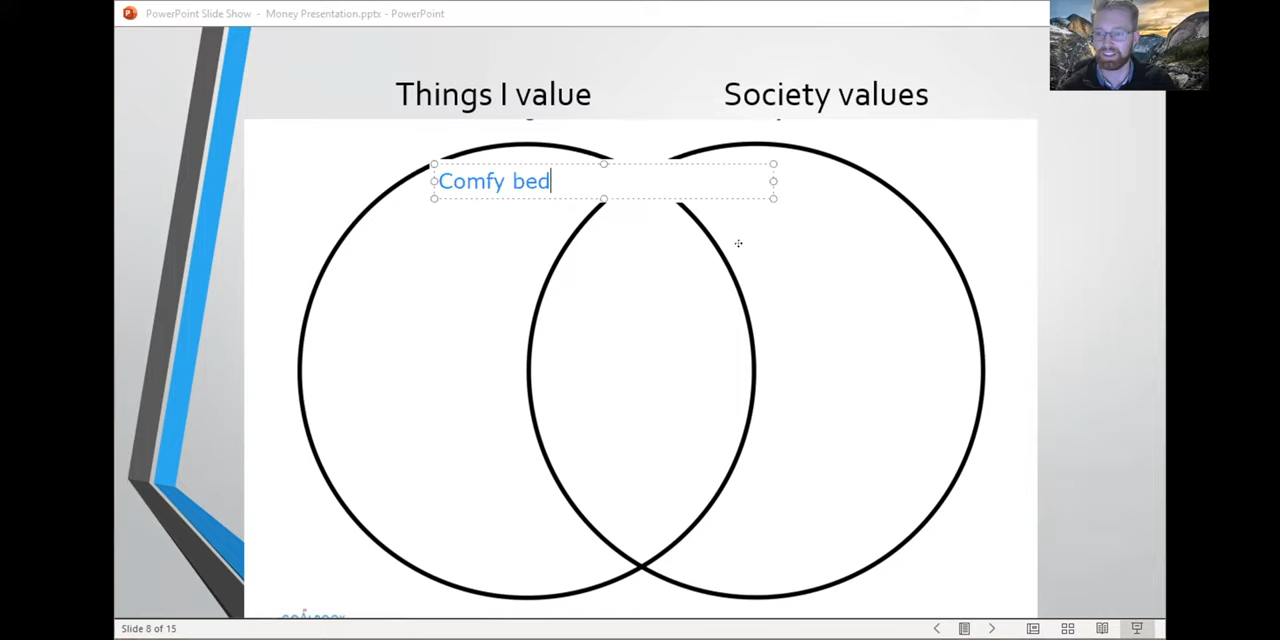 PowerPoint Slide Show - Money Presentation.pptx - PowerPoint
Things I value
Society values
Comfy bed
Slide 8 of 15